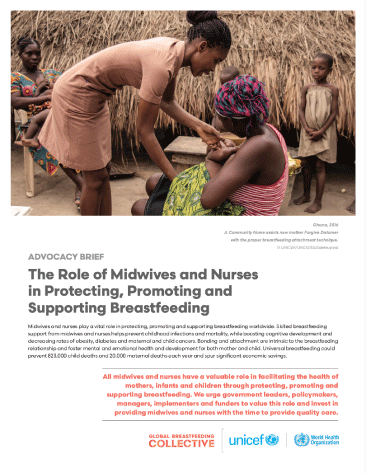 Ghana, 2016
A Community Nurse assists new mother Forgive Datsmor
with the proper breastfeeding attachment technique.
ADVOCACY BRIEF
The Role of Midwives and Nurses
in Protecting, Promoting and
Supporting Breastfeeding
Midwives and nurses play a vital role in protecting, promoting and supporting breastfeeding worldwide. Skilled breastfeeding
support from midwives and nurses helps prevent childhood infections and mortality, while boosting cognitive development and
decreasing rates of obesity, diabetes and maternal and child cancers. Bonding and attachment are intrinsic to the breastfeeding
relationship and foster mental and emotional health and development for both mother and child. Universal breastfeeding could
prevent 823,000 child deaths and 20,000 maternal deaths each year and spur significant economic savings.
All midwives and nurses have a valuable role in facilitating the health of
mothers, infants and children through protecting, promoting and
supporting breastfeeding. We urge government leaders, policymakers,
managers, implementers and funders to value this role and invest in
providing midwives and nurses with the time to provide quality care.
GLOBAL BREASTFEEDING
COLLECTIVE
unicef
World Health
Organization